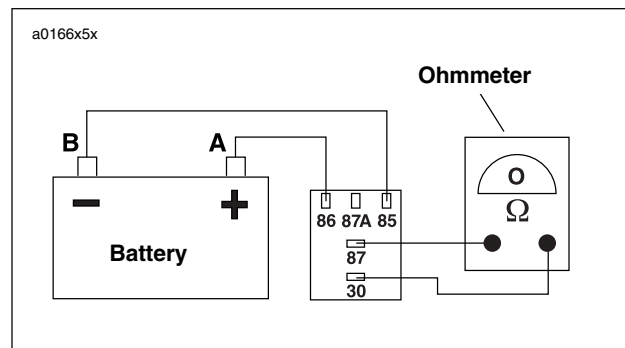 a0166x5x
Ohmmeter
B A
O
Ω
− +
86 87A 85
Battery
87
30